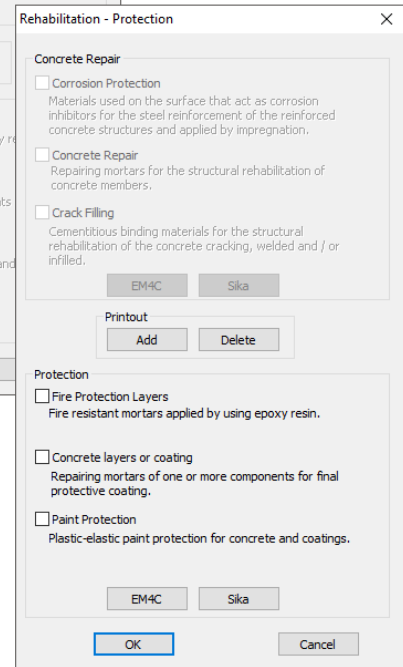 Rehabilitation - Protection
Concrete Repair
Corrosion Protection
Materials used on the surface that act as corrosion
inhibitors for the steel reinforcement of the reinforced
concrete structures and applied by impregnation.
Concrete Repair
Repairing mortars for the structural rehabilitation of
concrete members.
Crack Filling
Cementitious binding materials for the structural
rehabilitation of the concrete cracking, welded and / or
infilled.
EM4C Sika
Printout
Add Delete
Protection
Fire Protection Layers
Fire resistant mortars applied by using epoxy resin.
Concrete layers or coating
Repairing mortars of one or more components for final
protective coating.
Paint Protection
Plastic-elastic paint protection for concrete and coatings.
EM4C Sika
OK Cancel